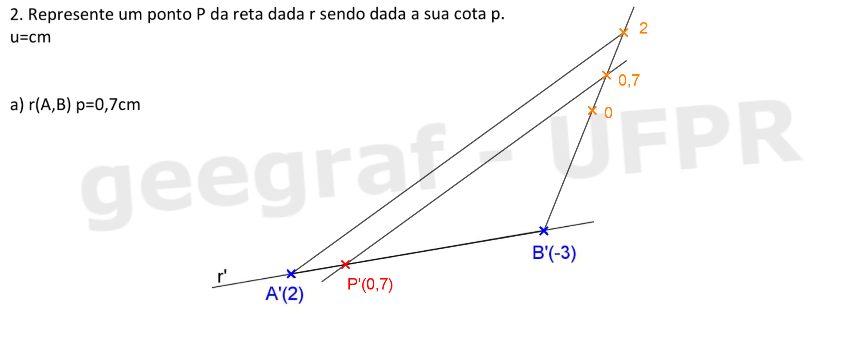 2. Represente um ponto P da reta dada r sendo dada a sua cota p.
u=cm
a) r(A,B) p=0,7cm
2
0,7
0
geegraf - UFPR
B'(-3)
r'
A'(2)
P'(0,7)